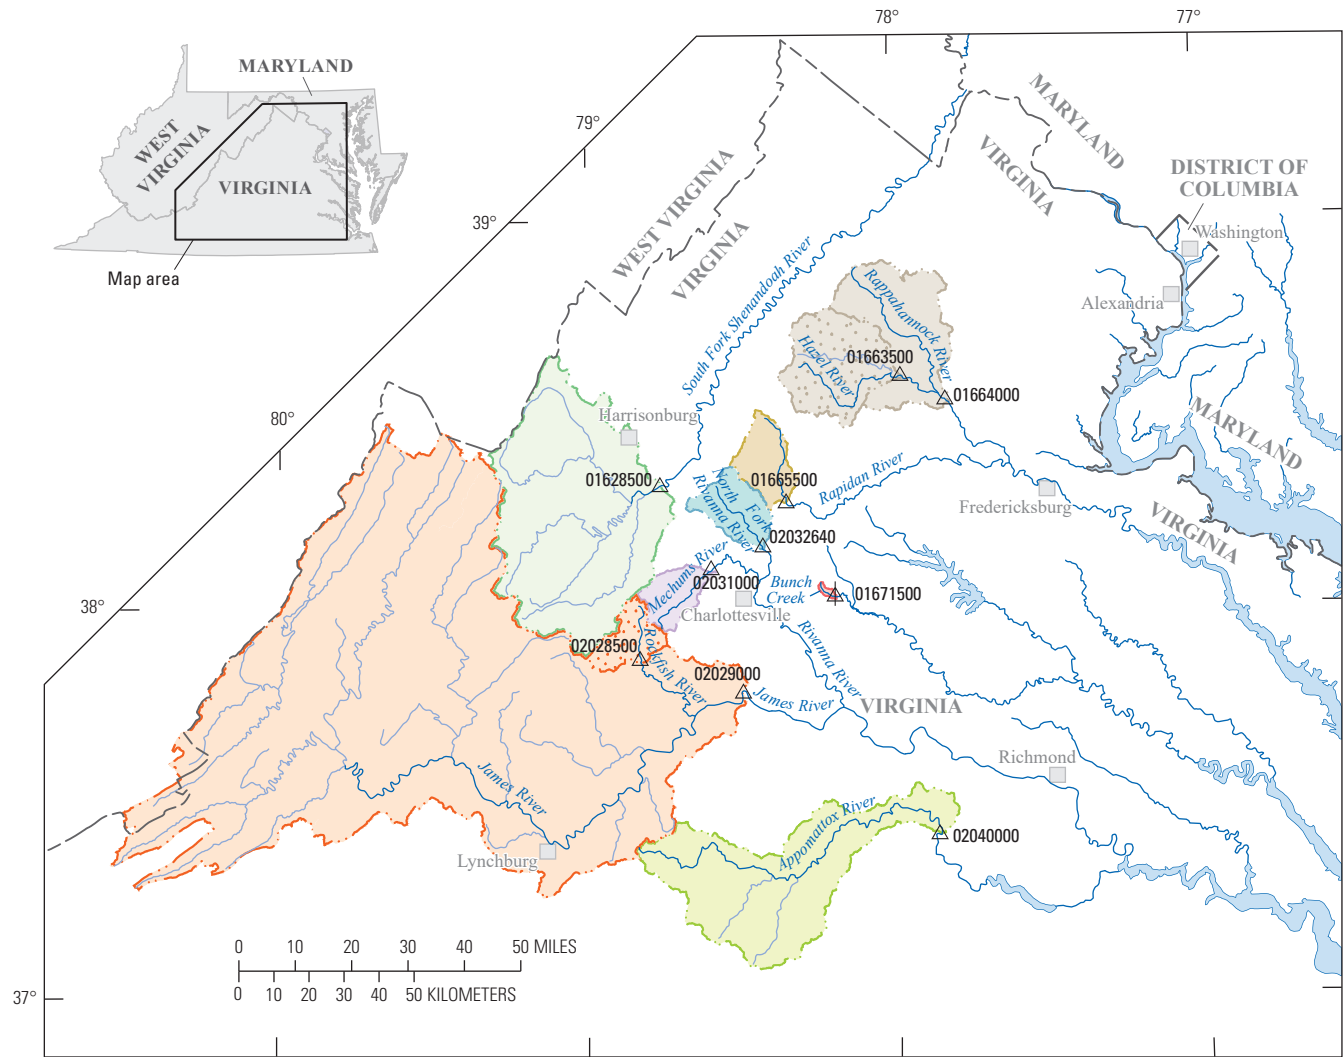 78°
77°
MARYLAND
WEST
VIRGINIA
VIRGINIA
Map area
79°
39°
80°
38°
37°
WEST VIRGINIA
VIRGINIA
MARYLAND
VIRGINIA
DISTRICT OF
COLUMBIA
Washington
Alexandria
South Fork Shenandoah River
Rappahannock River
Hazel River
01663500
01664000
Harrisonburg
01628500
01665500
Rapidan River
North Fork
Rivanna River
02032640
Fredericksburg
MARYLAND
VIRGINIA
Mechums River
02031000
Bunch
Creek
01671500
Charlottesville
02028500
Rockfish River
02029000
Rivanna River
James River
VIRGINIA
Richmond
James River
Lynchburg
Appomattox River
02040000
0 10 20 30 40 50 MILES
0 10 20 30 40 50 KILOMETERS